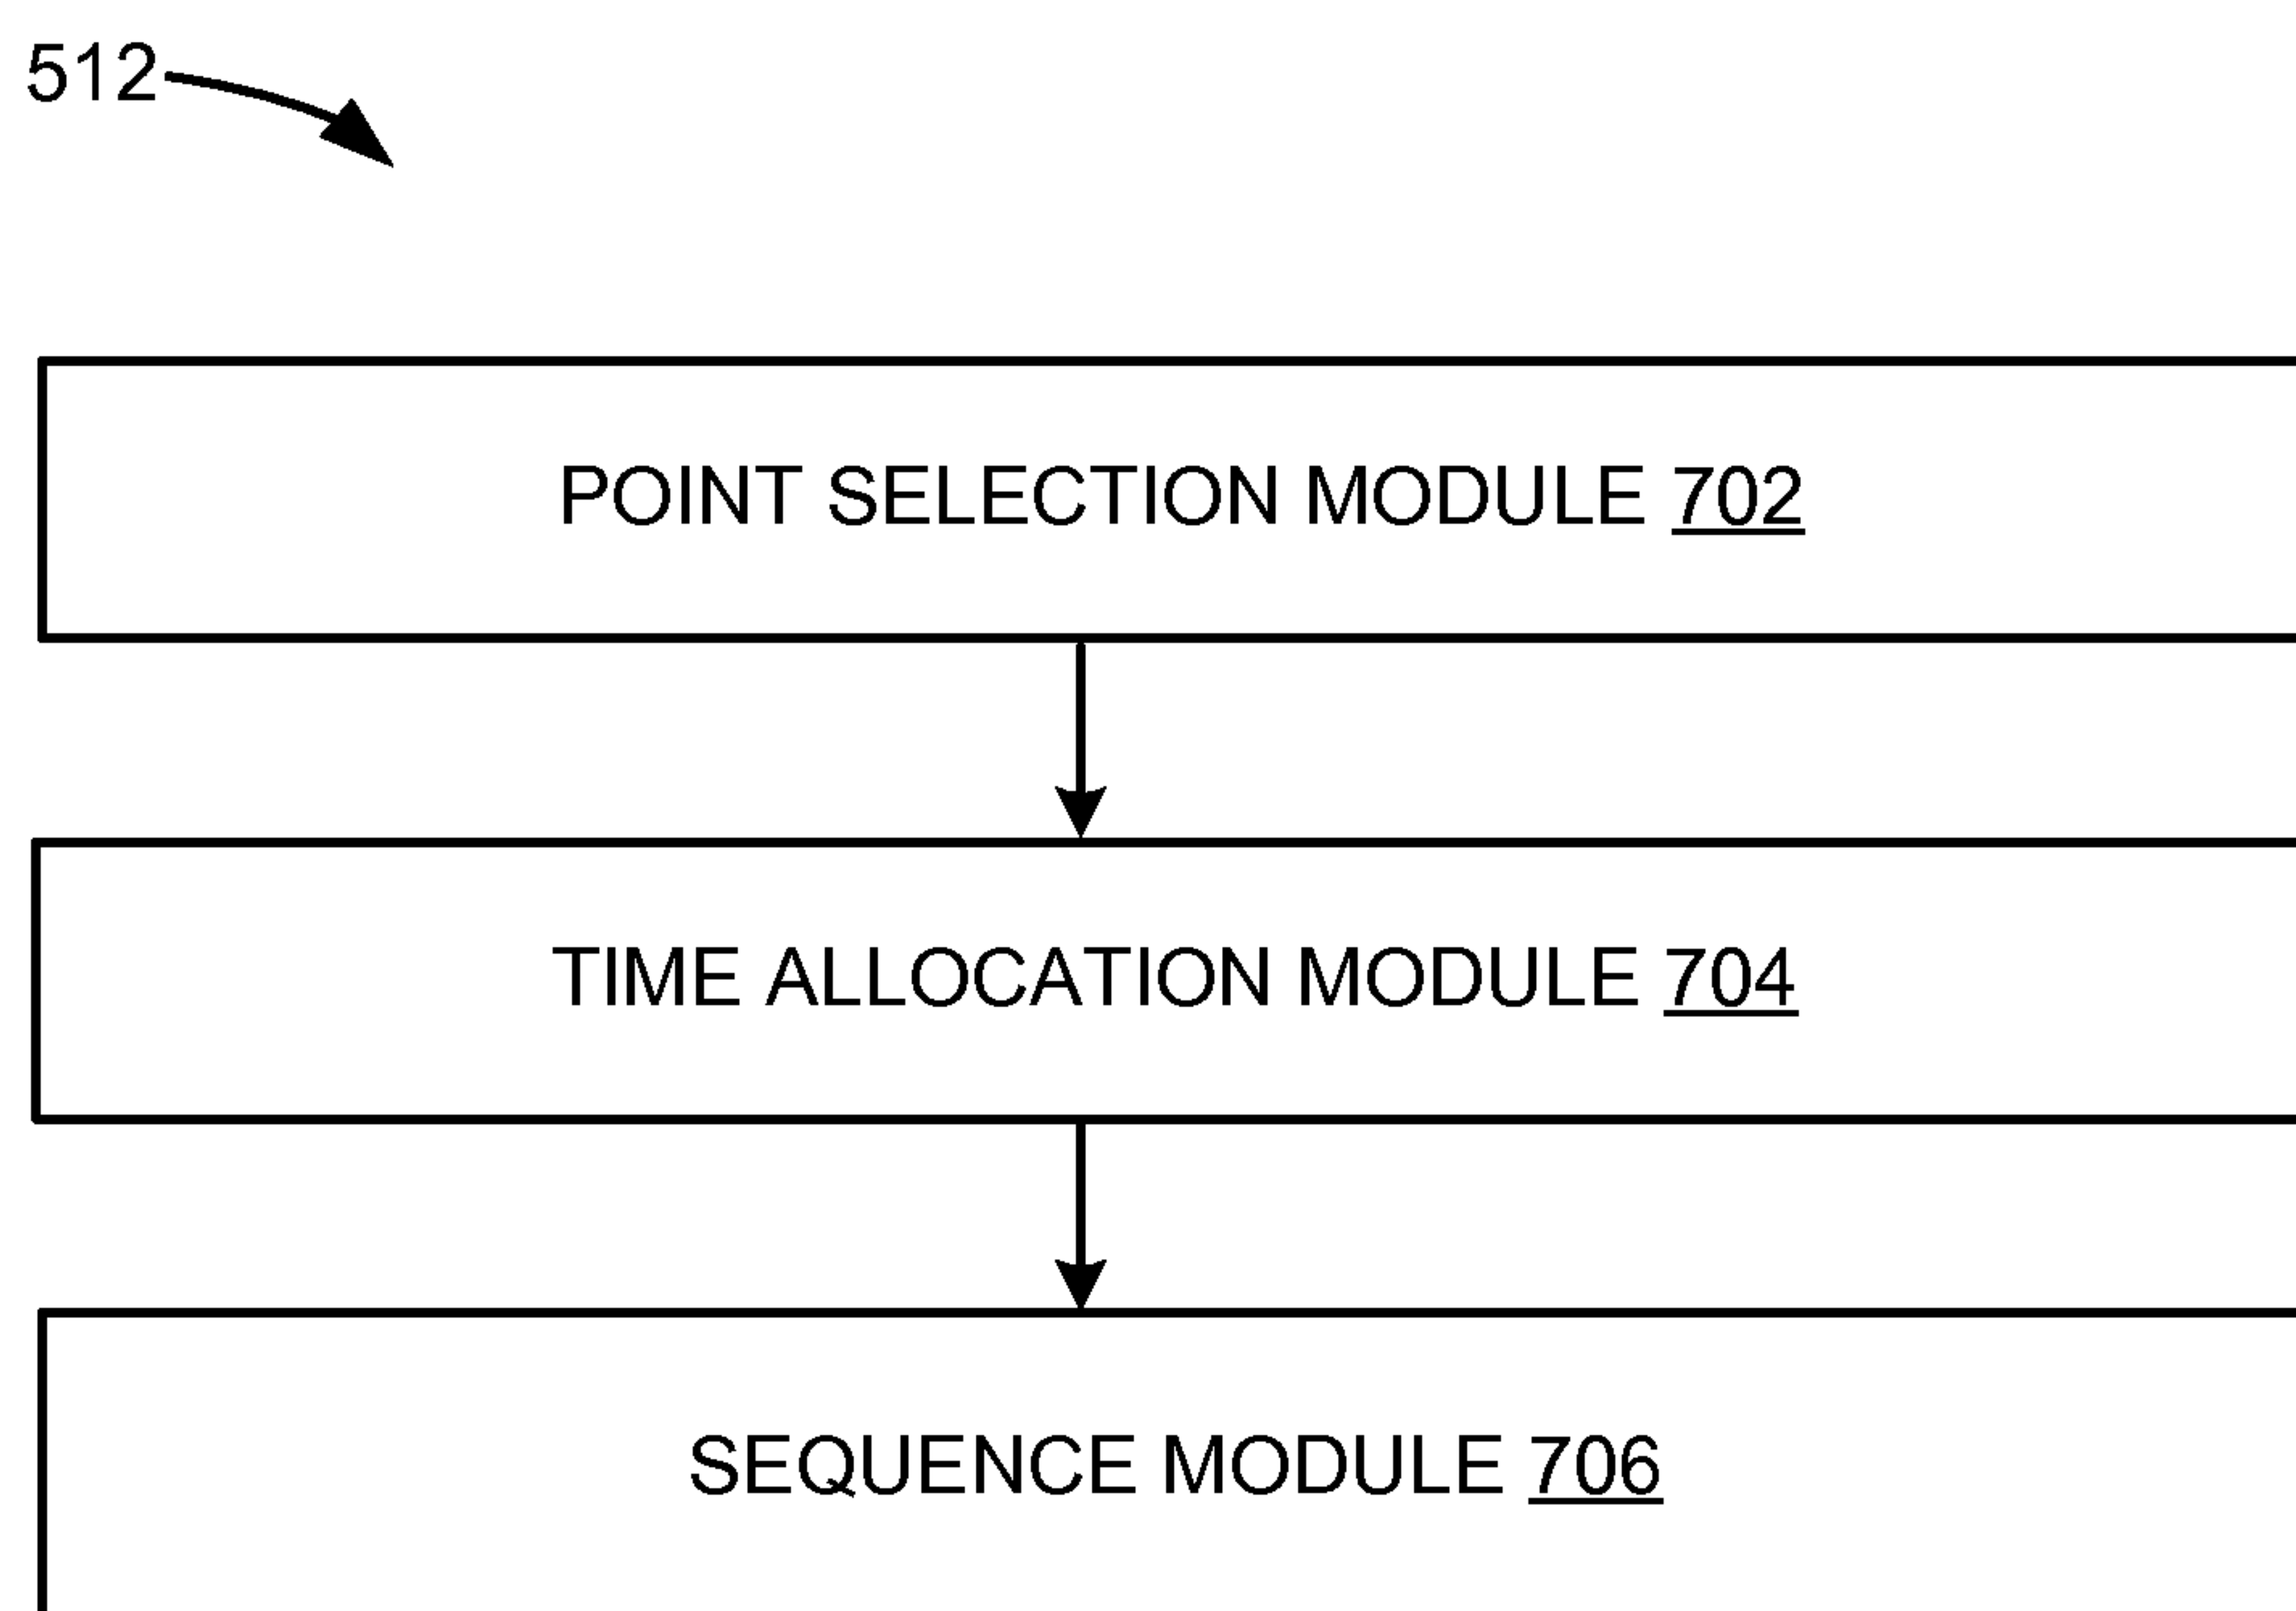 512
POINT SELECTION MODULE 702
TIME ALLOCATION MODULE 704
SEQUENCE MODULE 706